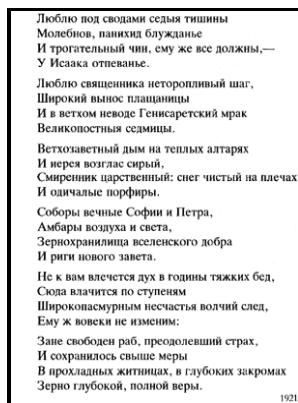 Люблю под сводами седыя тишины
Молебнов, панихид блужданье
И трогательный чин, ему же все должны,—
У Исаака отпеванье.
Люблю священника неторопливый шаг,
Широкий вынос плащаницы
И в ветхом неводе Генисаретский мрак
Великопостныя седмицы.
Ветхозаветный дым на теплых алтарях
И иерея возглас сирый,
Смиренник царственный: снег чистый на плечах
И одичалые порфиры.
Соборы вечные Софии и Петра,
Амбары воздуха и света,
Зернохранилища вселенского добра
И риги нового завета.
Не к вам влечется дух в годины тяжких бед,
Сюда влачится по ступеням
Широкопасмурным несчастья волчий след,
Ему ж вовеки не изменим:
Зане свободен раб, преодолевший страх,
И сохранилось свыше меры
В прохладных житницах, в глубоких закромах
Зерно глубокой, полной веры.
1921